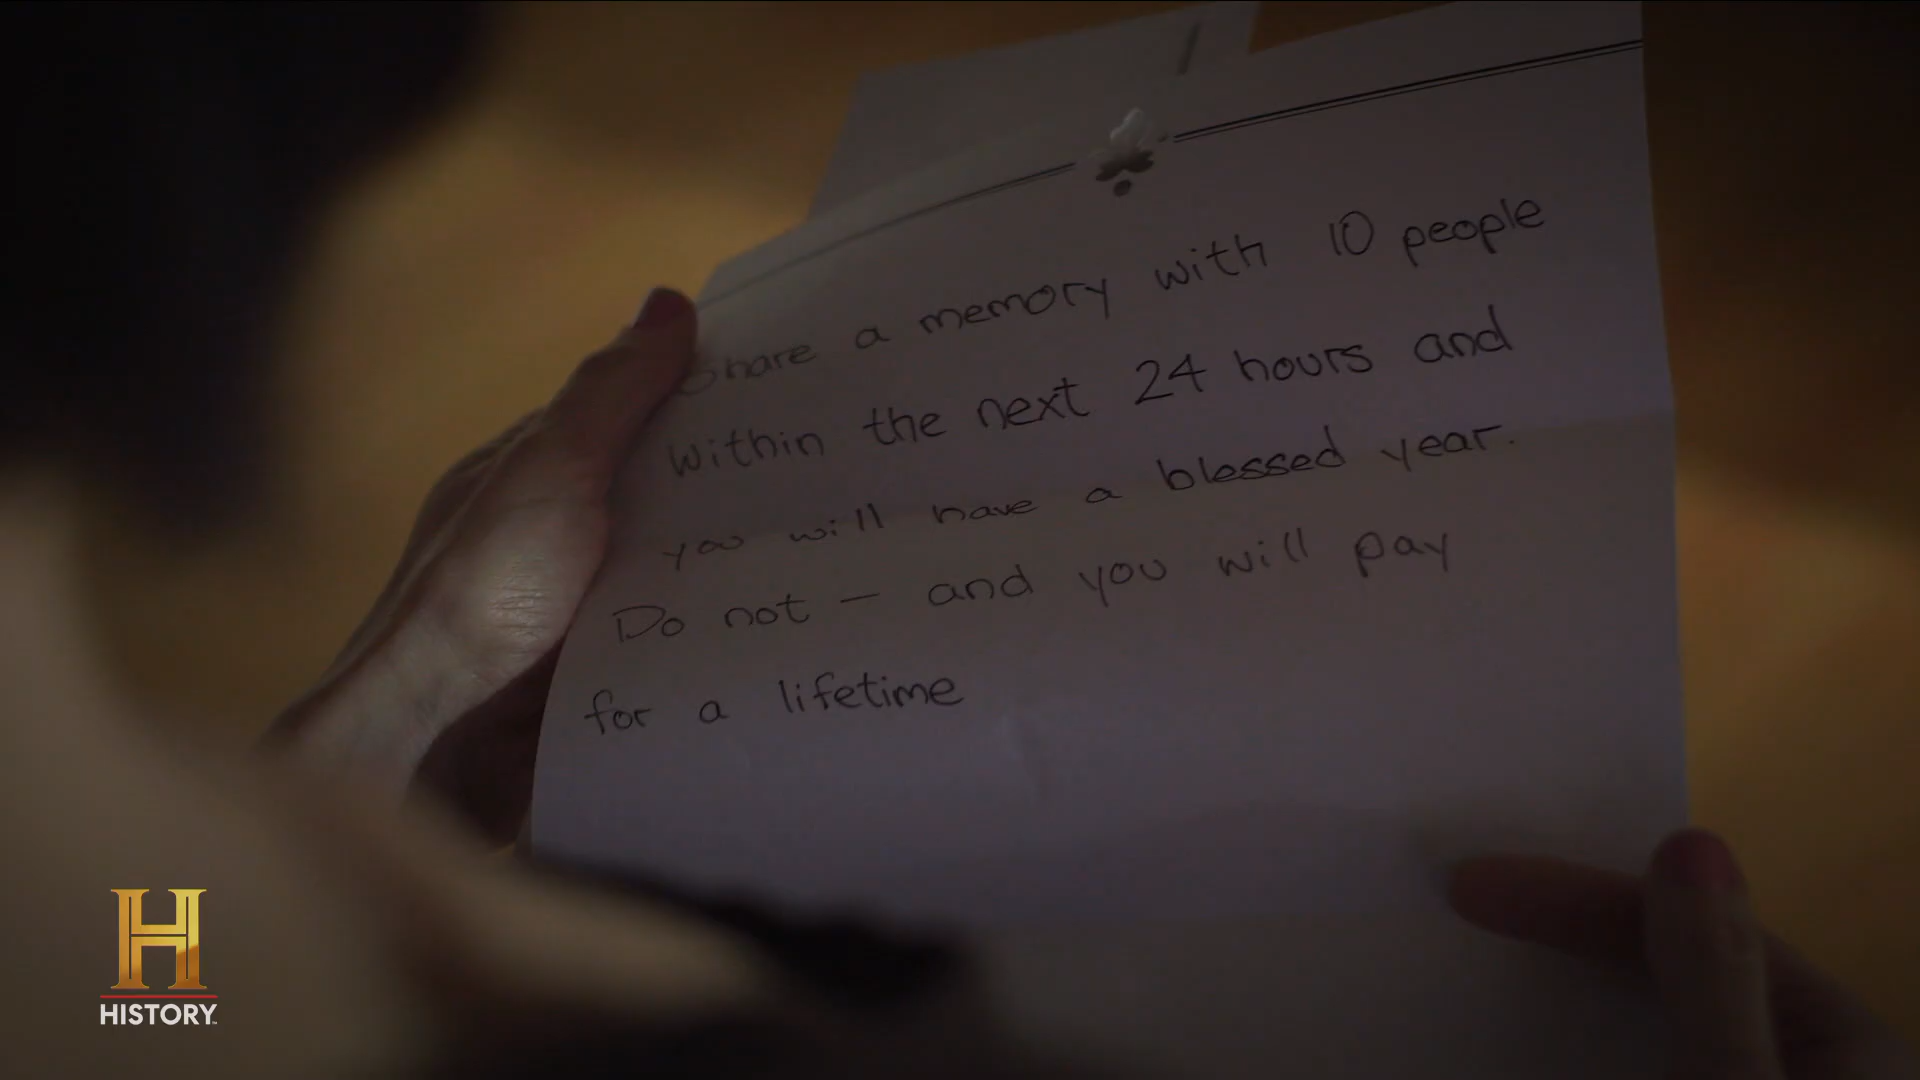 Share a memory with 10 people
within the next 24 hours and
you will have a blessed year.
Do not — and you will pay
for a lifetime
H
HISTORY